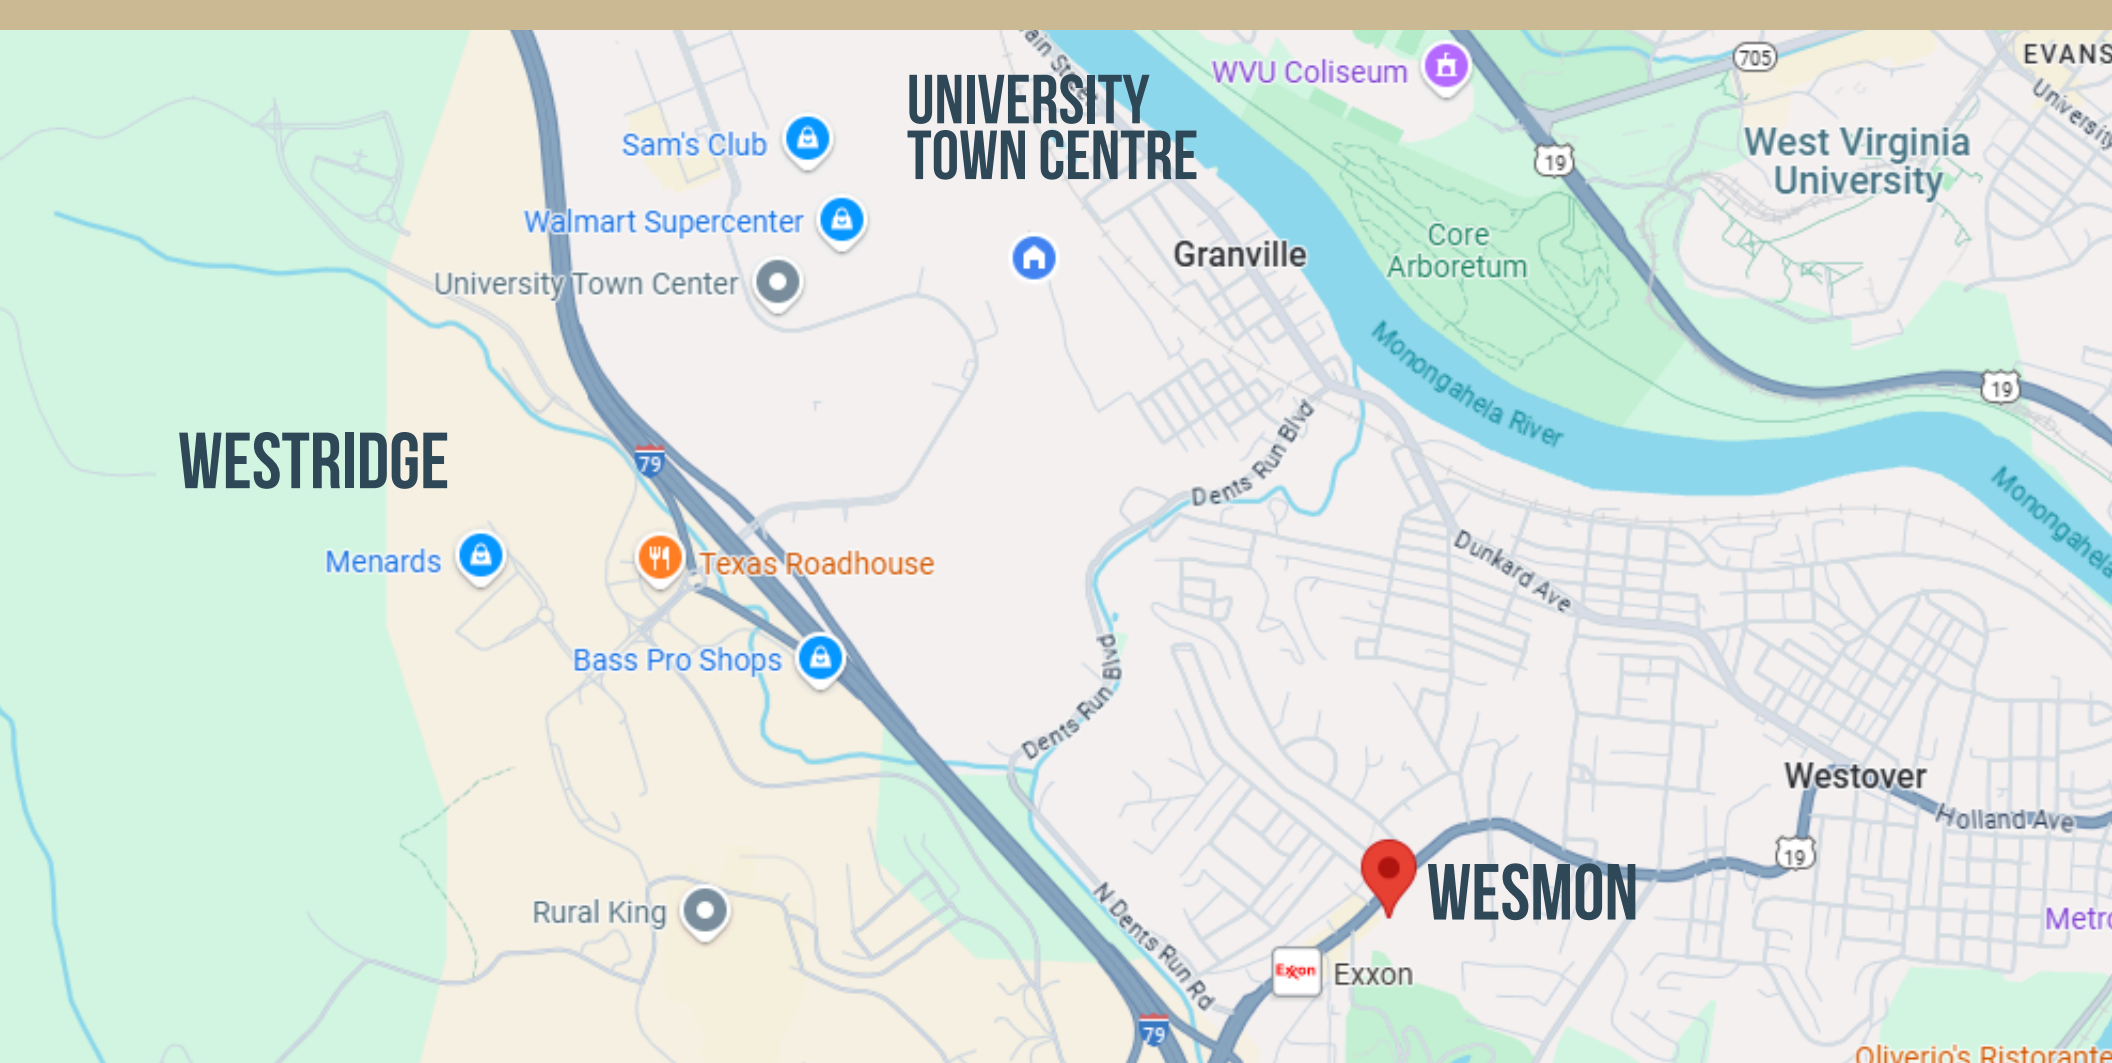 ain Street
WVU Coliseum
705
EVANS
University
UNIVERSITY
TOWN CENTRE
Sam's Club
West Virginia
University
19
Walmart Supercenter
Core
Arboretum
Granville
University Town Center
Monongahela River
19
Dents Run Blvd
WESTRIDGE
79
Monongahela
Menards
Texas Roadhouse
Dunkard Ave
Bass Pro Shops
Dents Run Blvd
Westover
Holland Ave
19
WESMON
Rural King
N Dents Run Rd
Metro
Exxon
Exxon
79
Oliverio's Ristorante